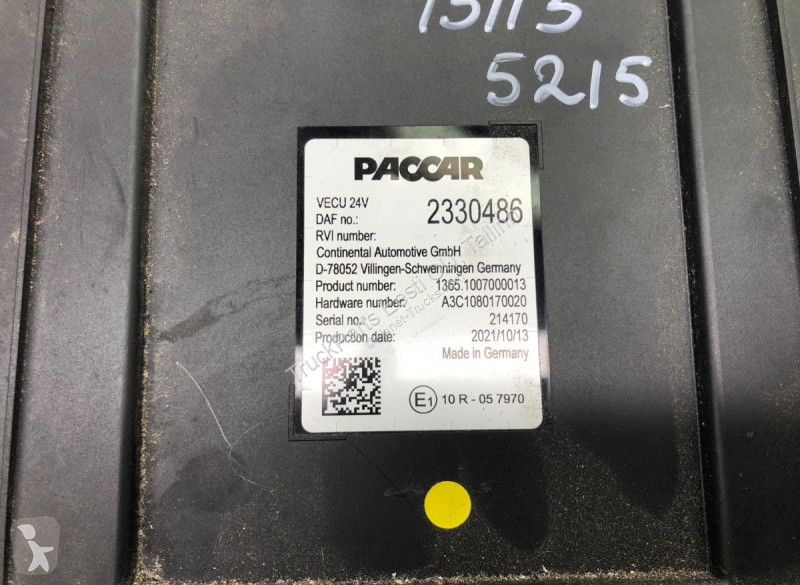 15115
5215
PACCAR
VECU 24V
DAF no.: 2330486
RVI number:
Continental Automotive GmbH
D-78052 Villingen-Schwenningen Germany
Product number: 1365.1007000013
Hardware number: A3C1080170020
Serial no.: 214170
Production date: 2021/10/13
Made in Germany
E1 10 R - 05 7970